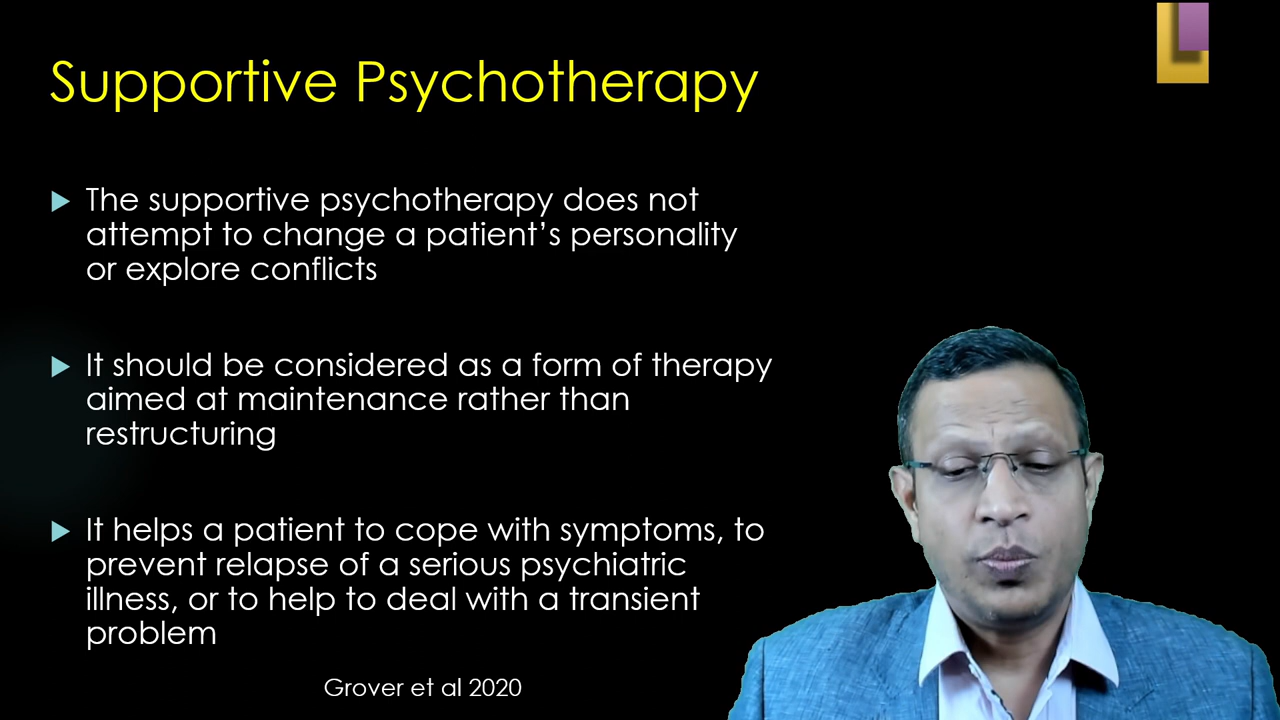 Supportive Psychotherapy
The supportive psychotherapy does not
attempt to change a patient’s personality
or explore conflicts
It should be considered as a form of therapy
aimed at maintenance rather than
restructuring
It helps a patient to cope with symptoms, to
prevent relapse of a serious psychiatric
illness, or to help to deal with a transient
problem
Grover et al 2020